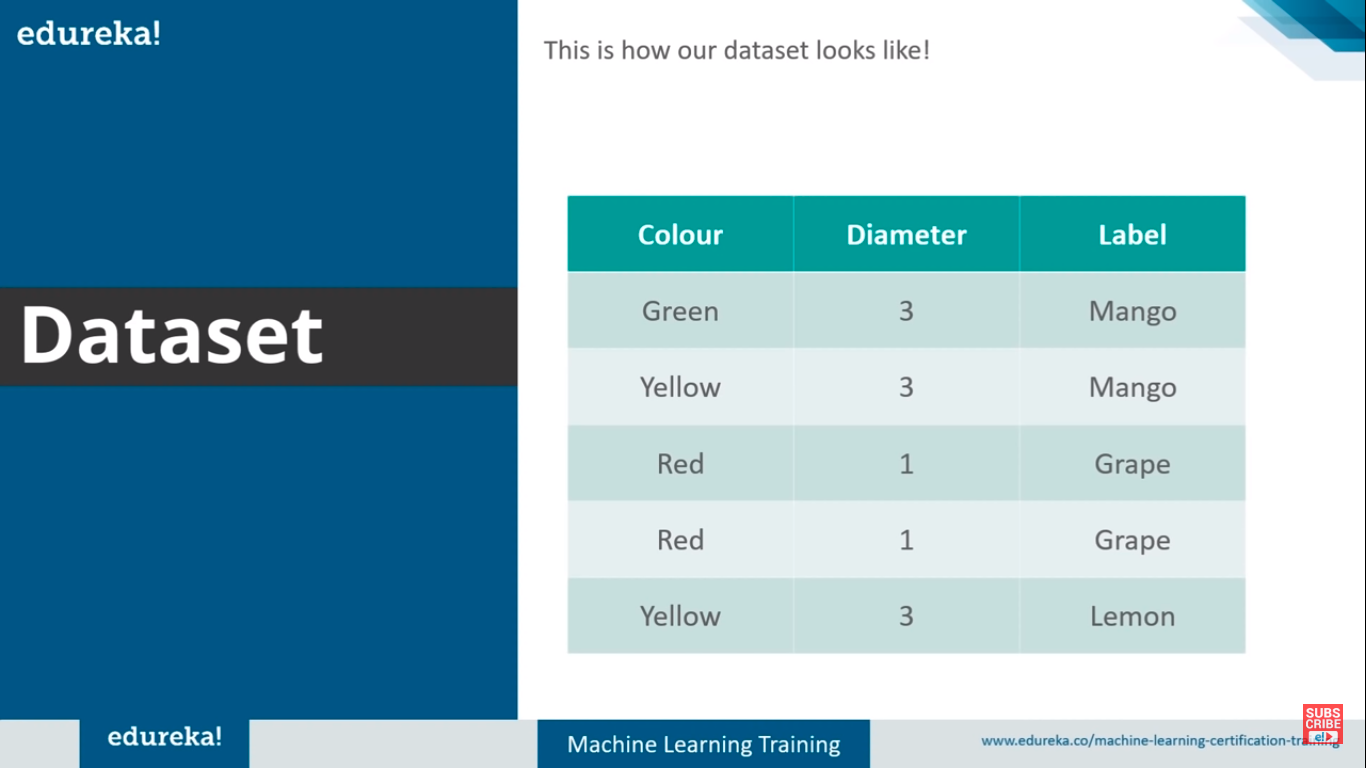 edureka!
This is how our dataset looks like!
Dataset
Colour Diameter Label
Green 3 Mango
Yellow 3 Mango
Red 1 Grape
Red 1 Grape
Yellow 3 Lemon
edureka!
Machine Learning Training
www.edureka.co/machine-learning-certification-training
SUBS
CRIBE
e!